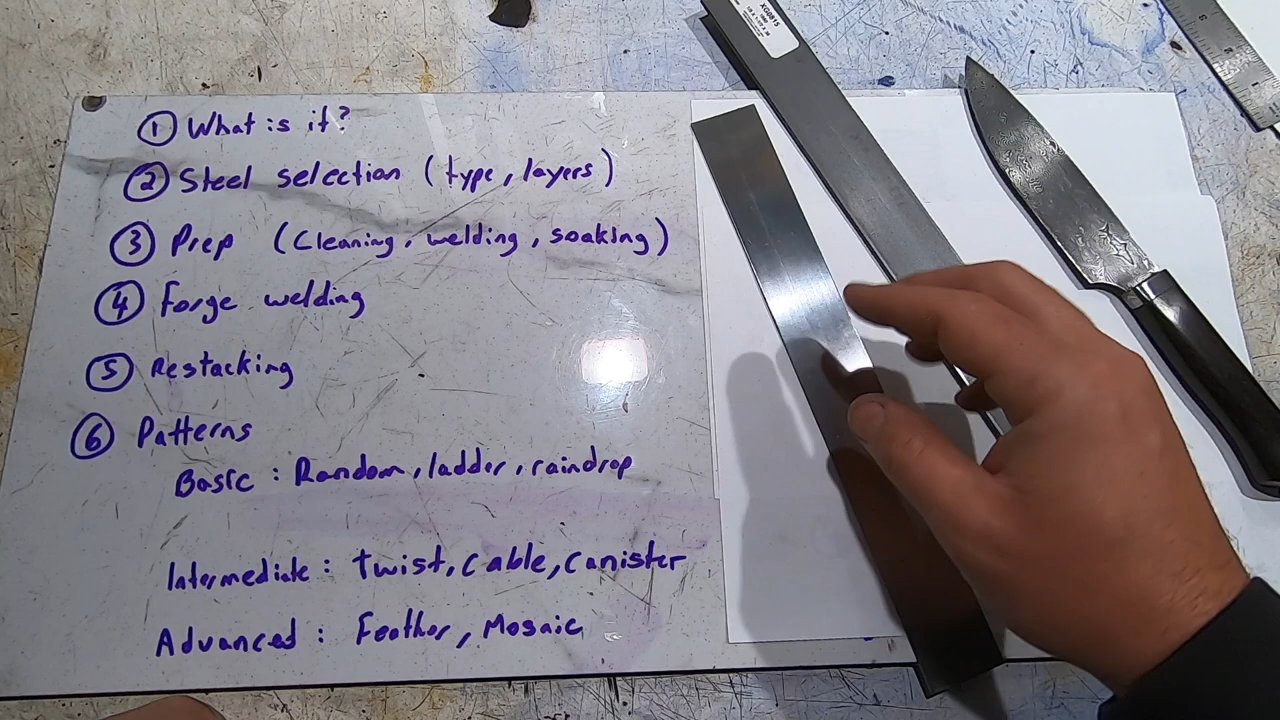 ① What is it?
② Steel selection (type, layers)
③ Prep (Cleaning, welding, soaking)
④ Forge welding
⑤ Restacking
⑥ Patterns
Basic : Random, ladder, raindrop
Intermediate : twist, cable, canister
Advanced : Feather, Mosaic